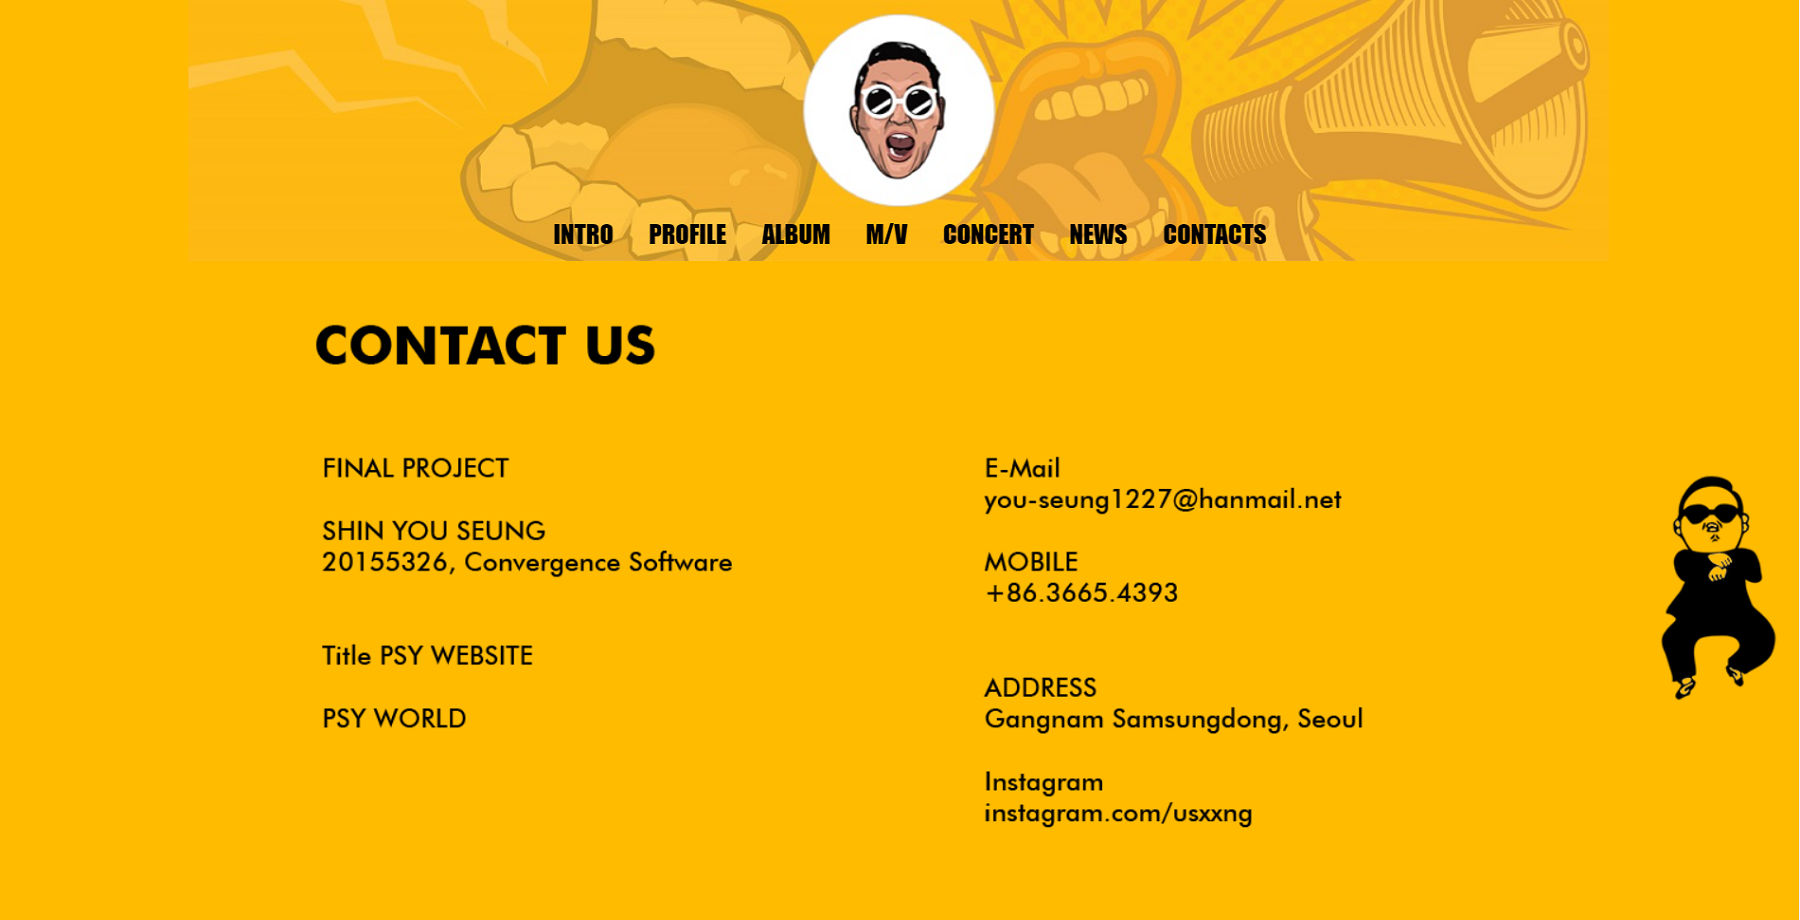 INTRO PROFILE ALBUM M/V CONCERT NEWS CONTACTS
CONTACT US
FINAL PROJECT
SHIN YOU SEUNG
20155326, Convergence Software
Title PSY WEBSITE
PSY WORLD
E-Mail
you-seung1227@hanmail.net
MOBILE
+86.3665.4393
ADDRESS
Gangnam Samsungdong, Seoul
Instagram
instagram.com/usxxng